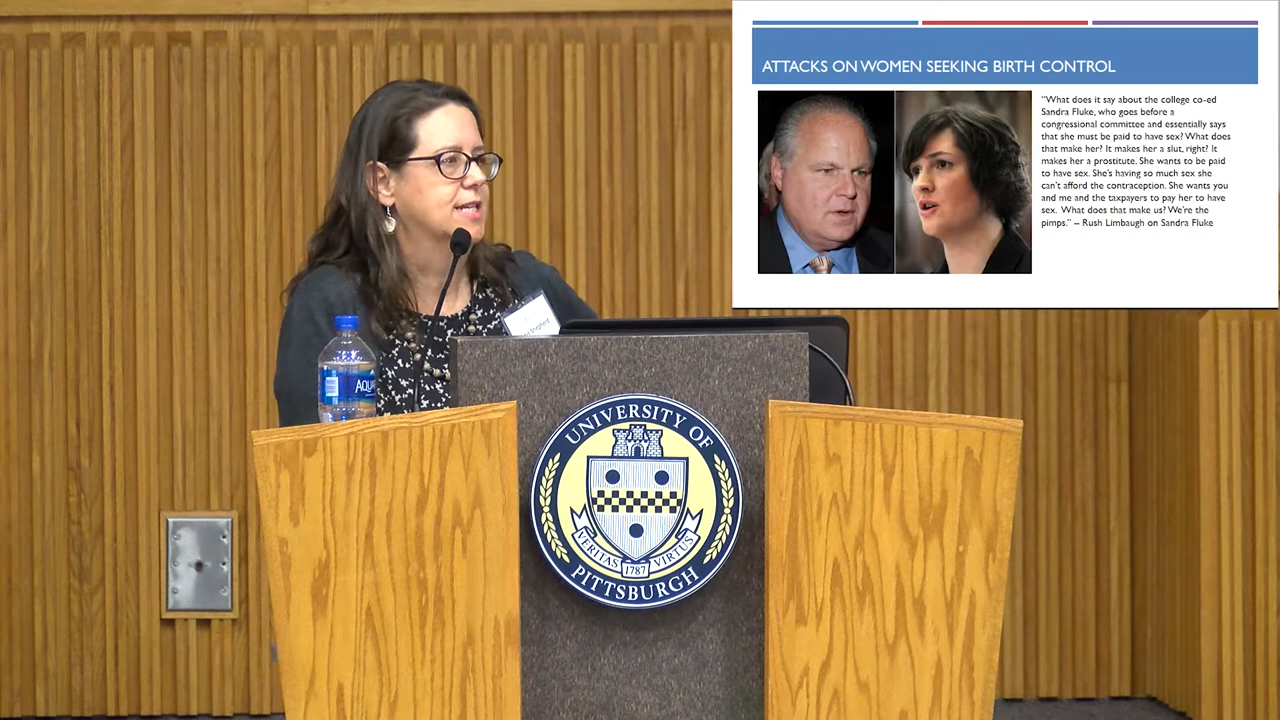 ATTACKS ON WOMEN SEEKING BIRTH CONTROL
"What does it say about the college co-ed
Sandra Fluke, who goes before a
congressional committee and essentially says
that she must be paid to have sex? What does
that make her? It makes her a slut, right? It
makes her a prostitute. She wants to be paid
to have sex. She's having so much sex she
can't afford the contraception. She wants you
and me and the taxpayers to pay her to have
sex. What does that make us? We're the
pimps." – Rush Limbaugh on Sandra Fluke
UNIVERSITY OF
VERITAS 1787 VIRTUS
PITTSBURGH